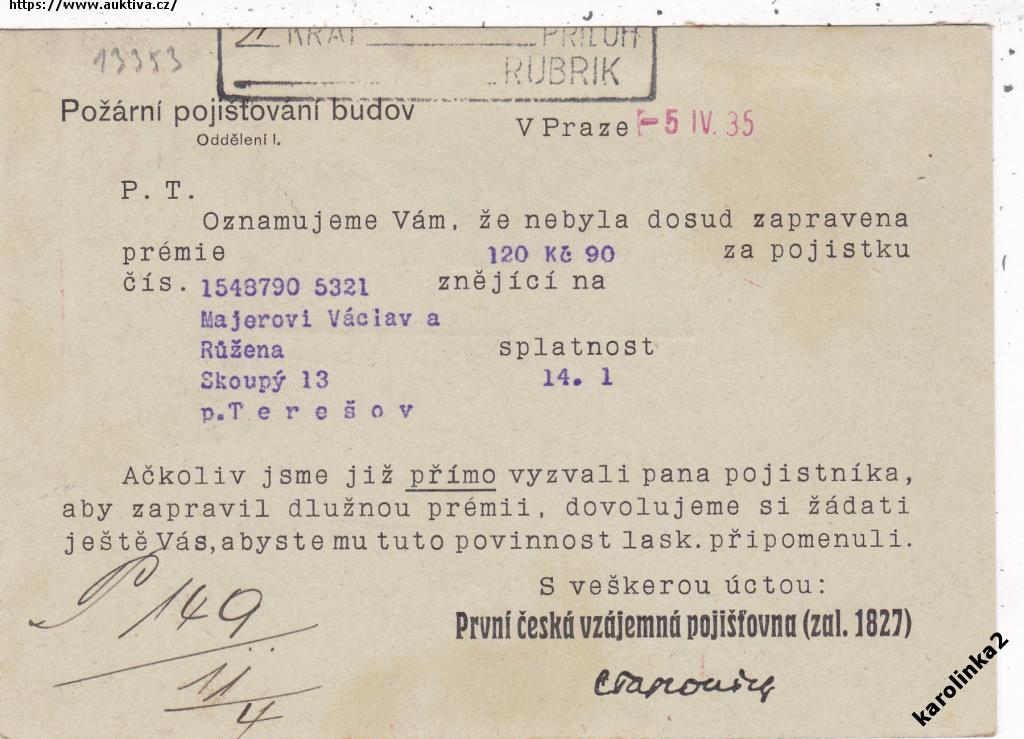 https://www.auktiva.cz/
13353
KRÁT PŘÍLOH
RUBRIK
Požární pojišťování budov
Oddělení I.
V Praze -5 IV. 35
P. T.
Oznamujeme Vám, že nebyla dosud zapravena
prémie 120 Kč 90 za pojistku
čís. 1548790 5321 znějící na
Majerovi Václav a
Růžena splatnost
Skoupý 13 14. 1
p.Terešov
Ačkoliv jsme již přímo vyzvali pana pojistníka,
aby zapravil dlužnou prémii, dovolujeme si žádati
ještě Vás, abyste mu tuto povinnost lask. připomenuli.
S veškerou úctou:
První česká vzájemná pojišťovna (zal. 1827)
P 149
11/4
karolinka2